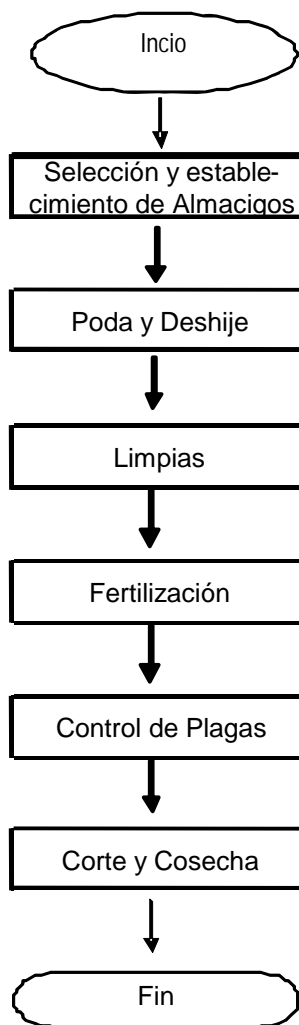 Incio
Selección y estable-
cimiento de Almacigos
Poda y Deshije
Limpias
Fertilización
Control de Plagas
Corte y Cosecha
Fin